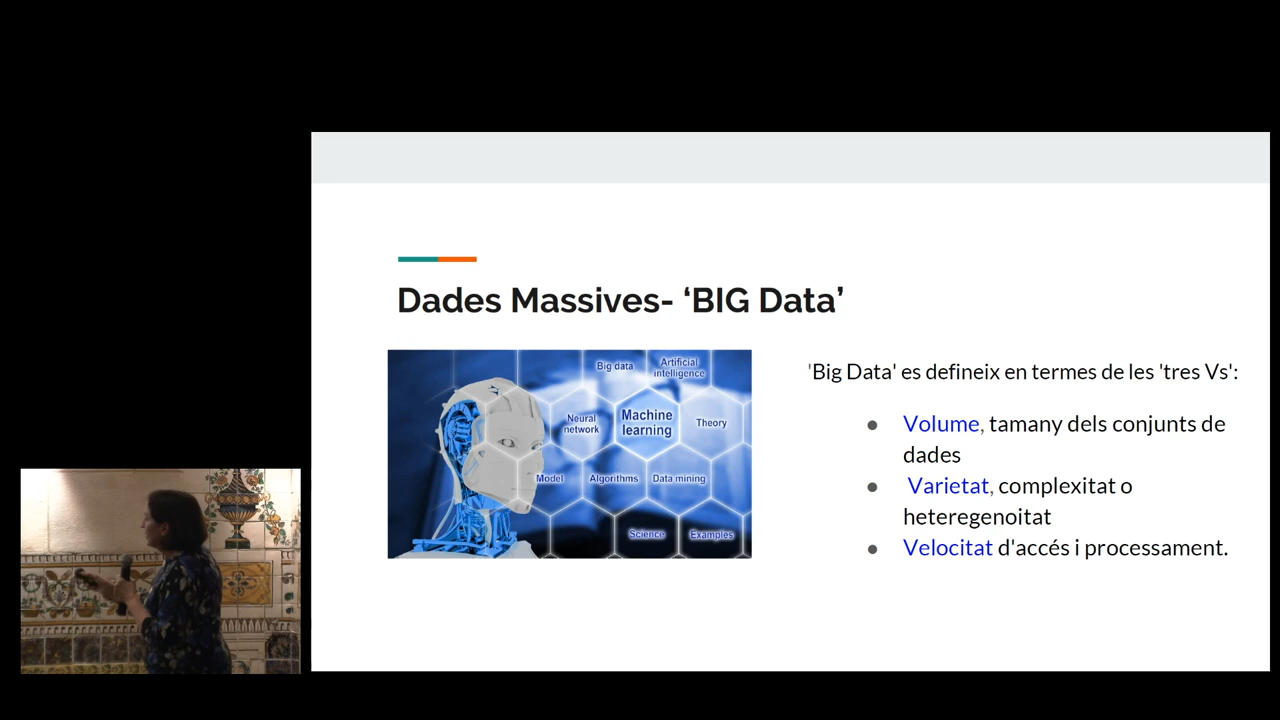 Dades Massives- ‘BIG Data’
Big data
Artificial
intelligence
Neural
network
Machine
learning
Theory
Model
Algorithms
Data mining
Science
Examples
'Big Data' es defineix en termes de les 'tres Vs':
● Volume, tamany dels conjunts de
dades
● Varietat, complexitat o
heteregenoitat
● Velocitat d'accés i processament.